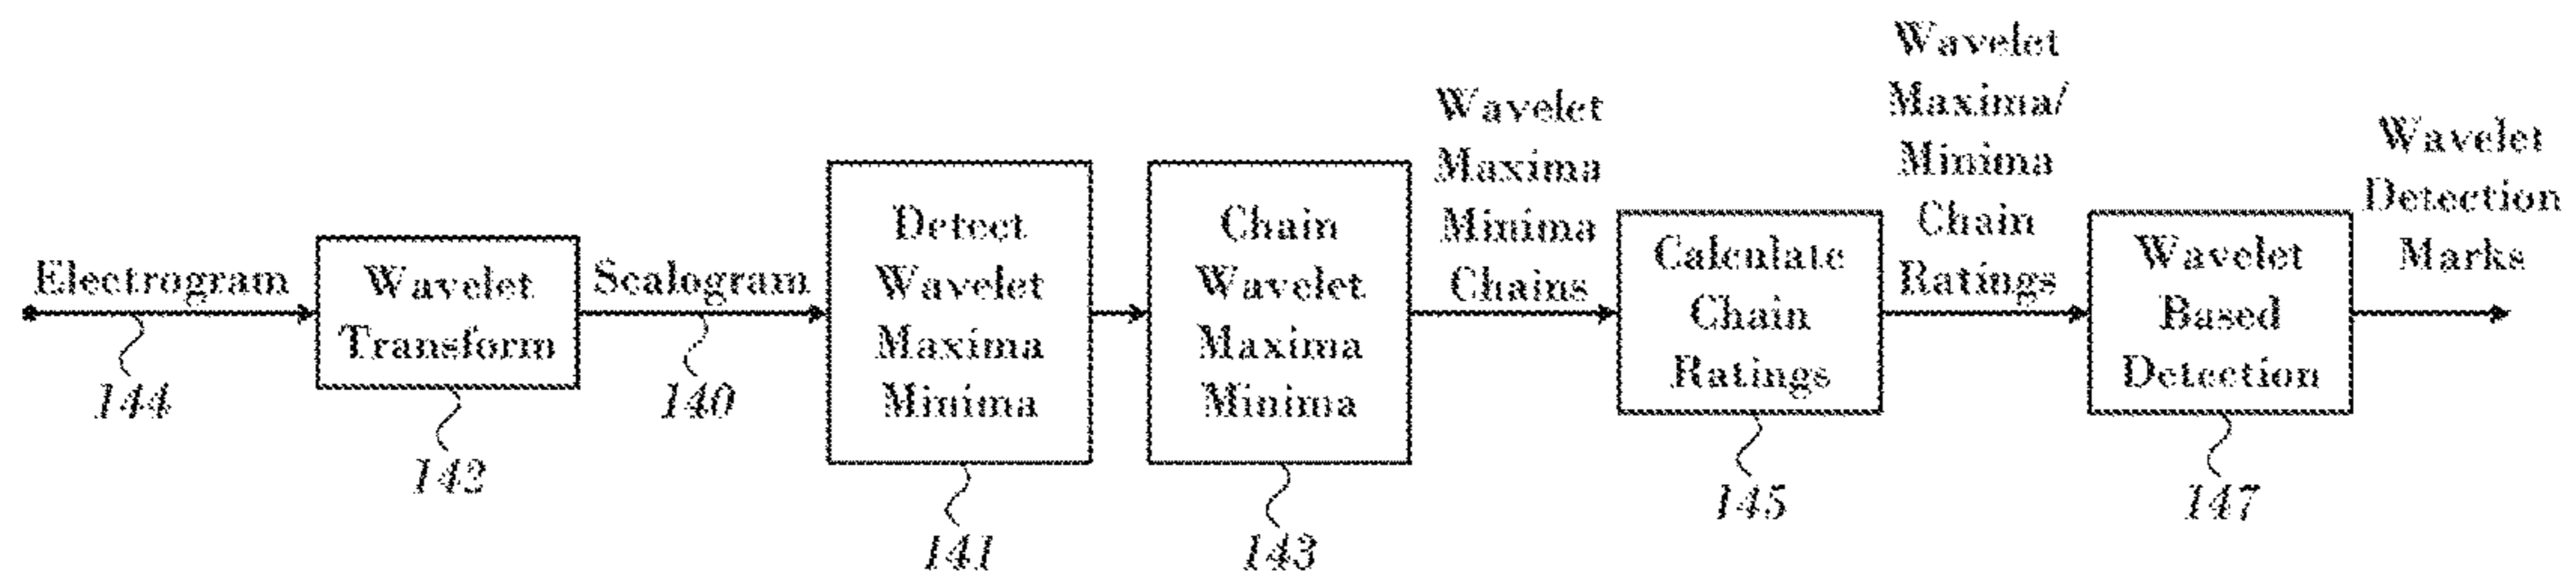 Electrogram
144
Wavelet
Transform
142
Scalogram
140
Detect
Wavelet
Maxima
Minima
141
Chain
Wavelet
Maxima
Minima
143
Wavelet
Maxima
Minima
Chains
Calculate
Chain
Ratings
145
Wavelet
Maxima/
Minima
Chain
Ratings
Wavelet
Based
Detection
147
Wavelet
Detection
Marks